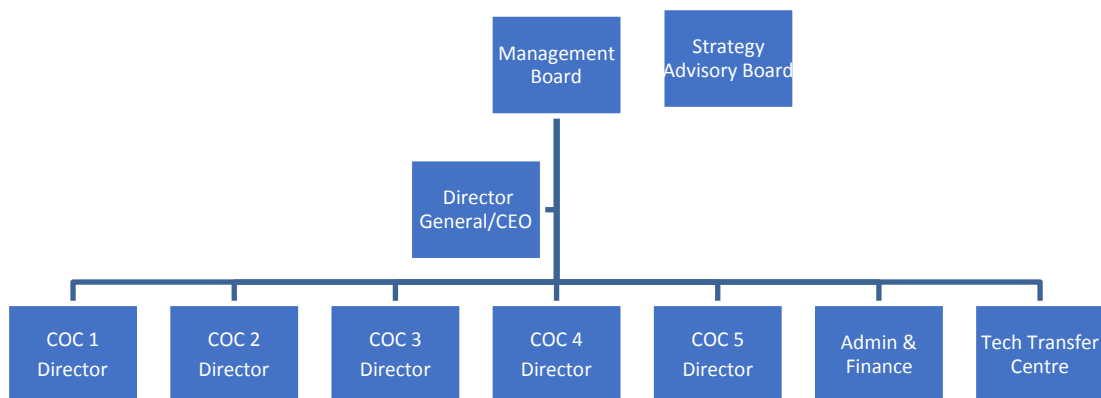 Management
Board
Strategy
Advisory Board
Director
General/CEO
COC 1
Director
COC 2
Director
COC 3
Director
COC 4
Director
COC 5
Director
Admin &
Finance
Tech Transfer
Centre